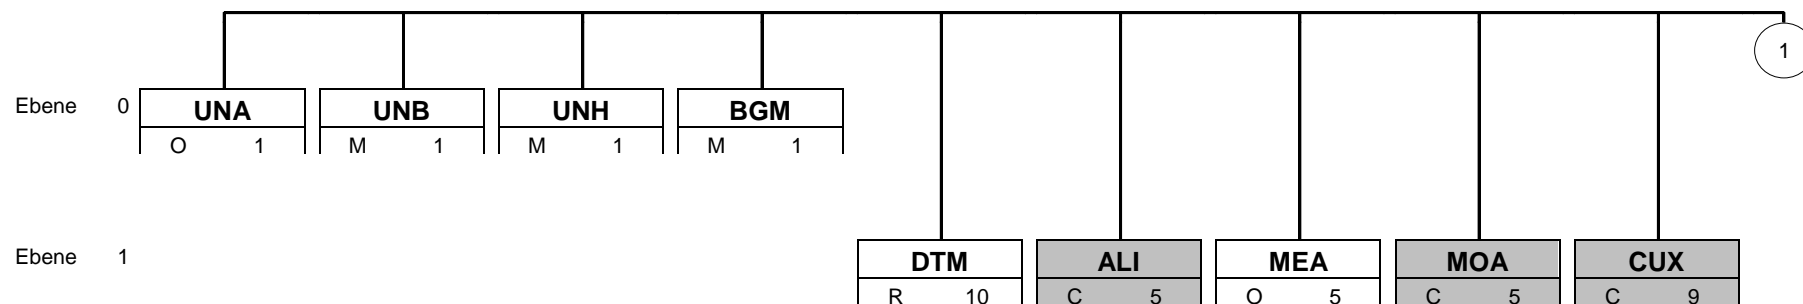 1
Ebene 0 UNA UNB UNH BGM
O 1 M 1 M 1 M 1
Ebene 1 DTM ALI MEA MOA CUX
R 10 C 5 O 5 C 5 C 9